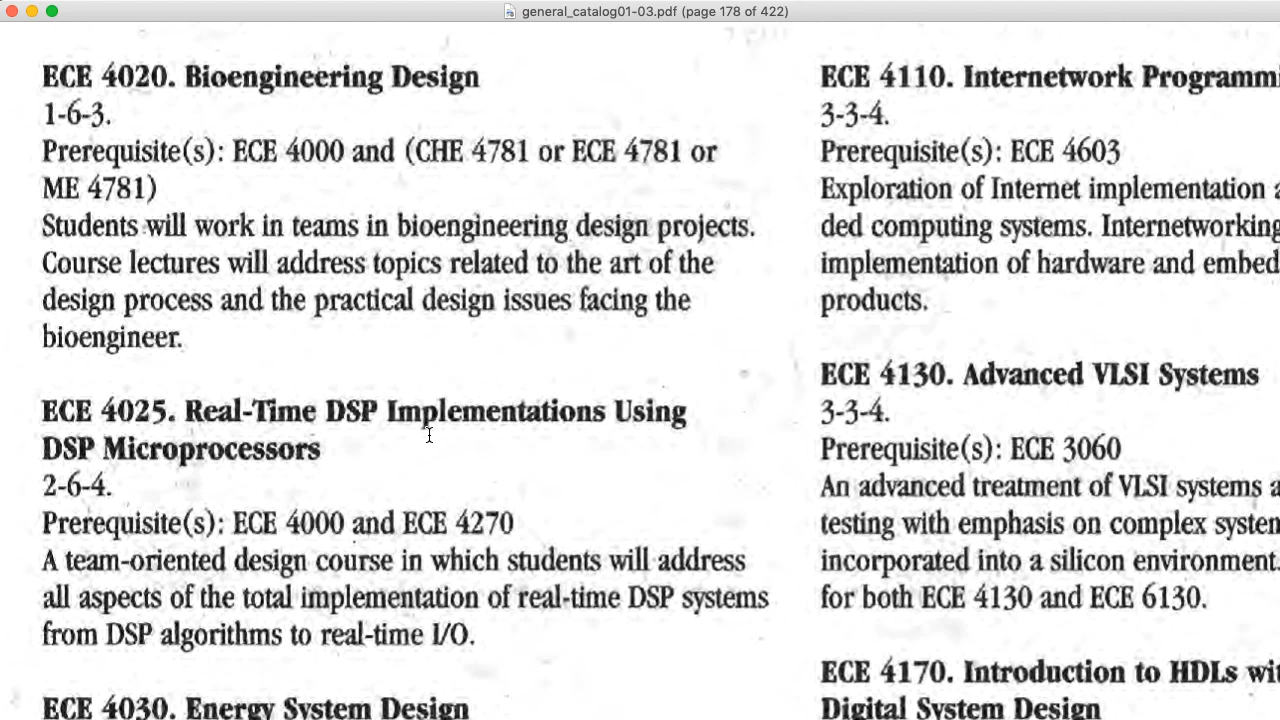 general_catalog01-03.pdf (page 178 of 422)
ECE 4020. Bioengineering Design
1-6-3.
Prerequisite(s): ECE 4000 and (CHE 4781 or ECE 4781 or
ME 4781)
Students will work in teams in bioengineering design projects.
Course lectures will address topics related to the art of the
design process and the practical design issues facing the
bioengineer.
ECE 4025. Real-Time DSP Implementations Using
DSP Microprocessors
2-6-4.
Prerequisite(s): ECE 4000 and ECE 4270
A team-oriented design course in which students will address
all aspects of the total implementation of real-time DSP systems
from DSP algorithms to real-time I/O.
ECE 4030. Energy System Design
ECE 4110. Internetwork Programmi
3-3-4.
Prerequisite(s): ECE 4603
Exploration of Internet implementation a
ded computing systems. Internetworking
implementation of hardware and embed
products.
ECE 4130. Advanced VLSI Systems
3-3-4.
Prerequisite(s): ECE 3060
An advanced treatment of VLSI systems a
testing with emphasis on complex system
incorporated into a silicon environment.
for both ECE 4130 and ECE 6130.
ECE 4170. Introduction to HDLs wit
Digital System Design